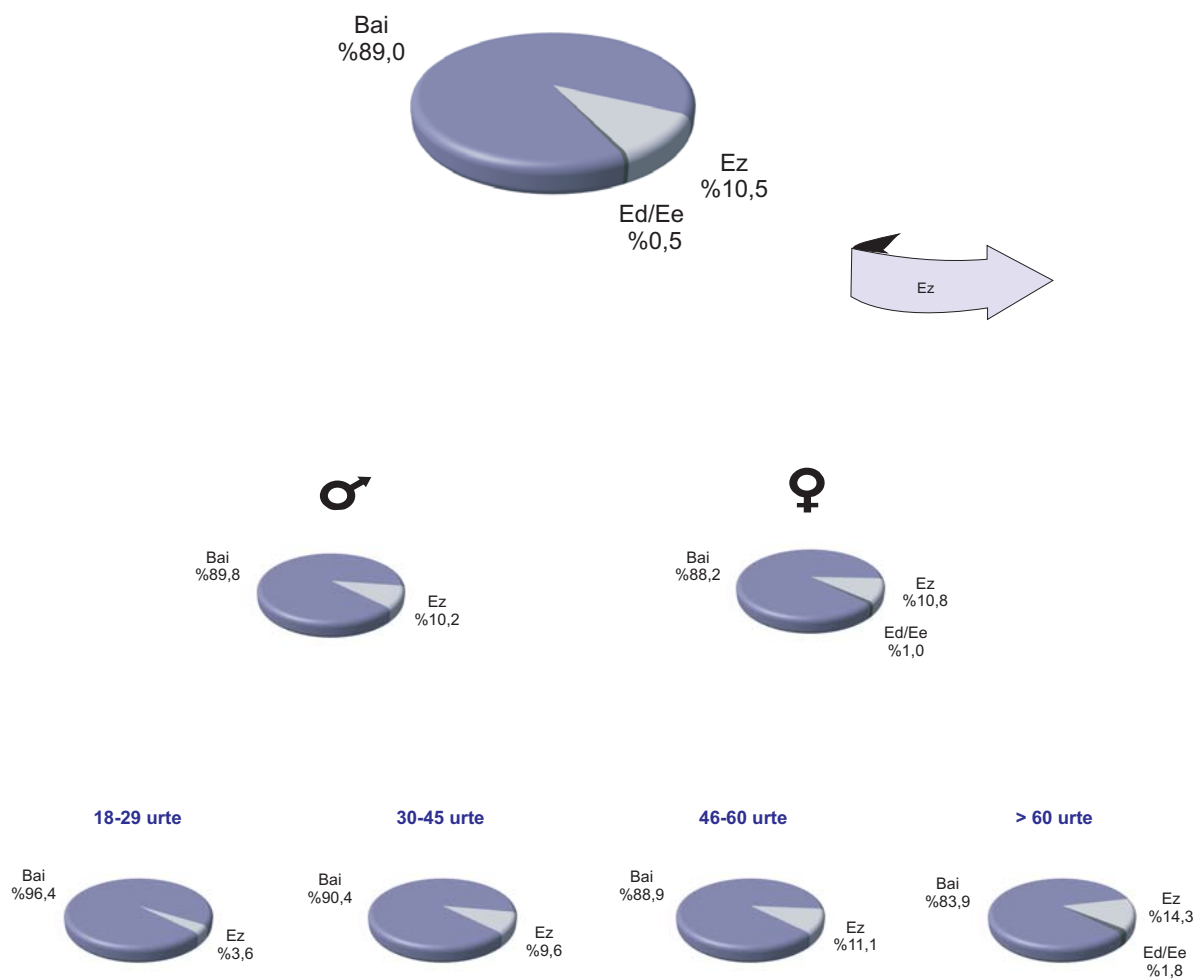 Bai
%89,0
Ez
%10,5
Ed/Ee
%0,5
Ez
Bai
%89,8
Ez
%10,2
Bai
%88,2
Ez
%10,8
Ed/Ee
%1,0
18-29 urte
30-45 urte
46-60 urte
> 60 urte
Bai
%96,4
Ez
%3,6
Bai
%90,4
Ez
%9,6
Bai
%88,9
Ez
%11,1
Bai
%83,9
Ez
%14,3
Ed/Ee
%1,8